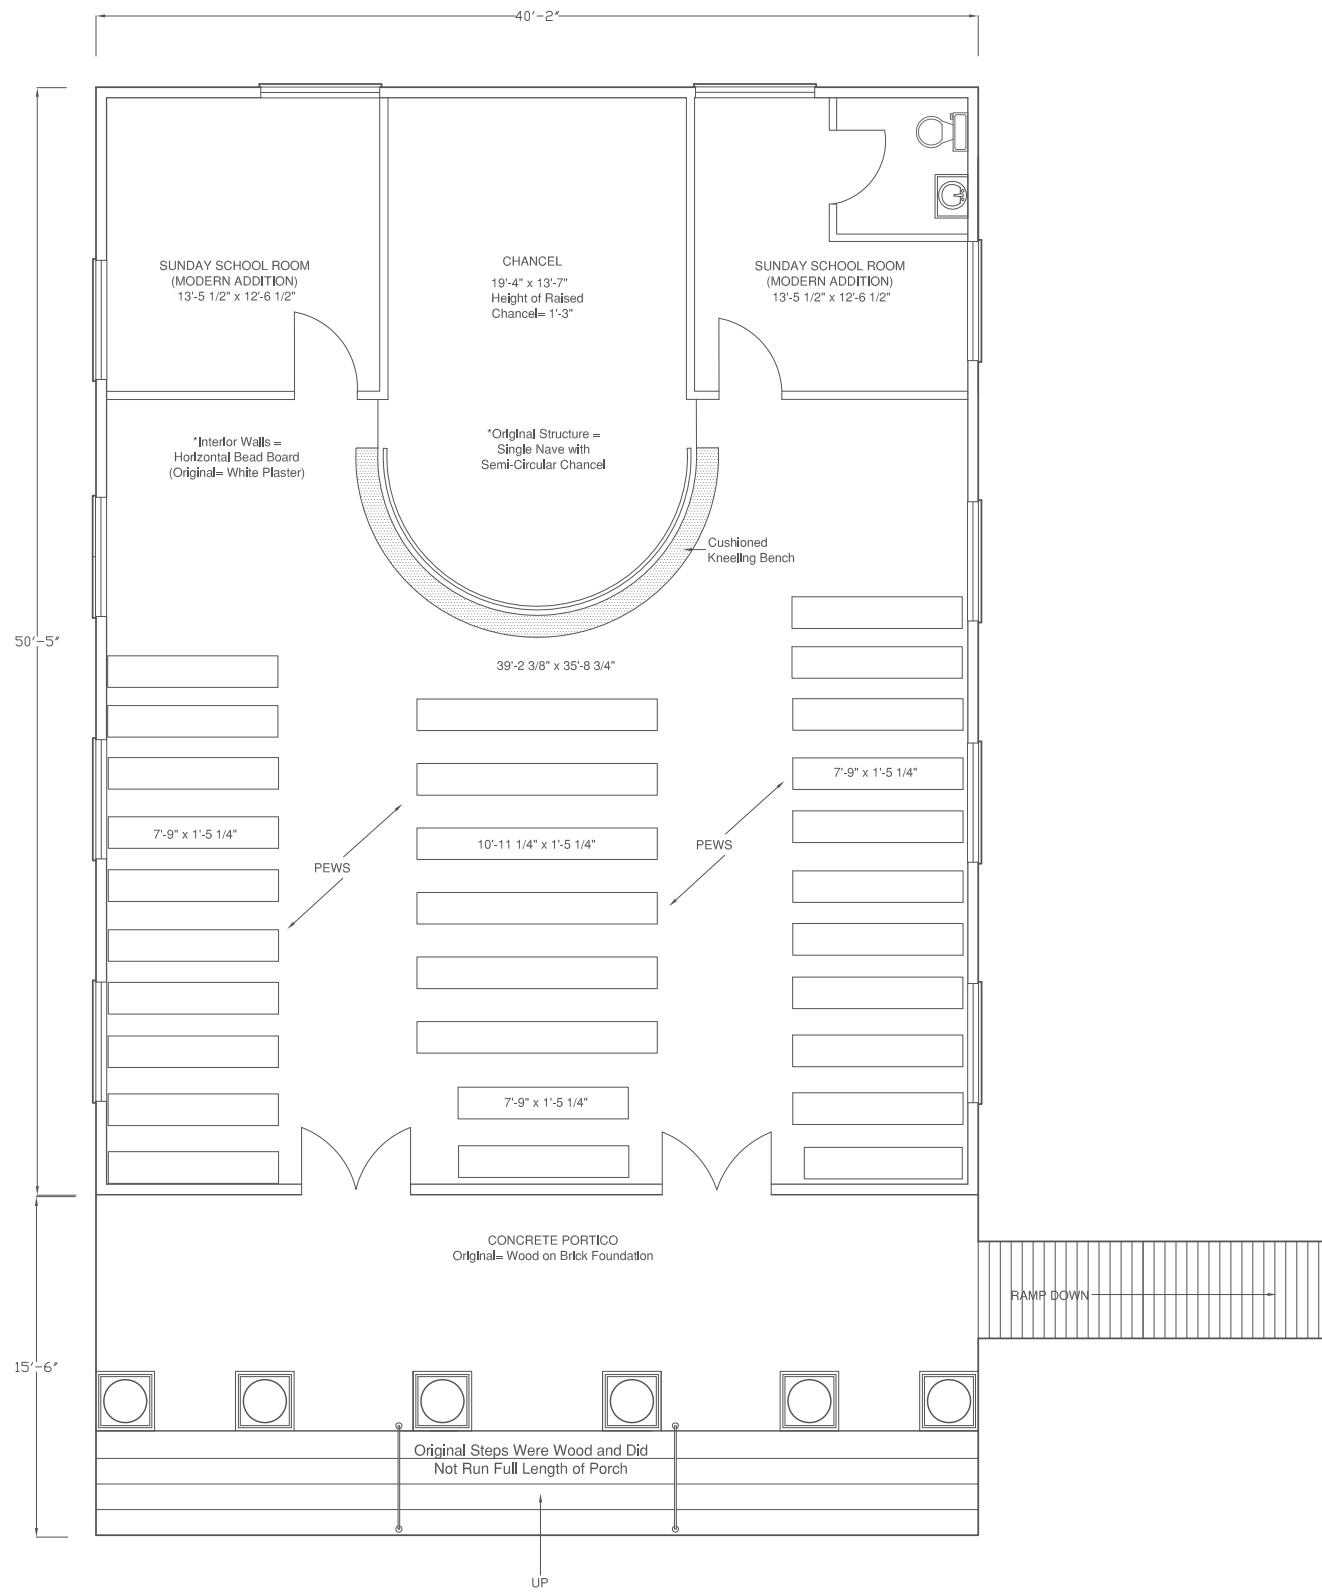 40'-2"
SUNDAY SCHOOL ROOM
(MODERN ADDITION)
13'-5 1/2" x 12'-6 1/2"
CHANCEL
19'-4" x 13'-7"
Height of Raised
Chancel= 1'-3"
SUNDAY SCHOOL ROOM
(MODERN ADDITION)
13'-5 1/2" x 12'-6 1/2"
*Interior Walls =
Horizontal Bead Board
(Original= White Plaster)
*Original Structure =
Single Nave with
Semi-Circular Chancel
Cushioned
Kneeling Bench
50'-5"
39'-2 3/8" x 35'-8 3/4"
7'-9" x 1'-5 1/4"
7'-9" x 1'-5 1/4"
10'-11 1/4" x 1'-5 1/4"
PEWS
PEWS
7'-9" x 1'-5 1/4"
CONCRETE PORTICO
Original= Wood on Brick Foundation
RAMP DOWN
15'-6"
Original Steps Were Wood and Did
Not Run Full Length of Porch
UP